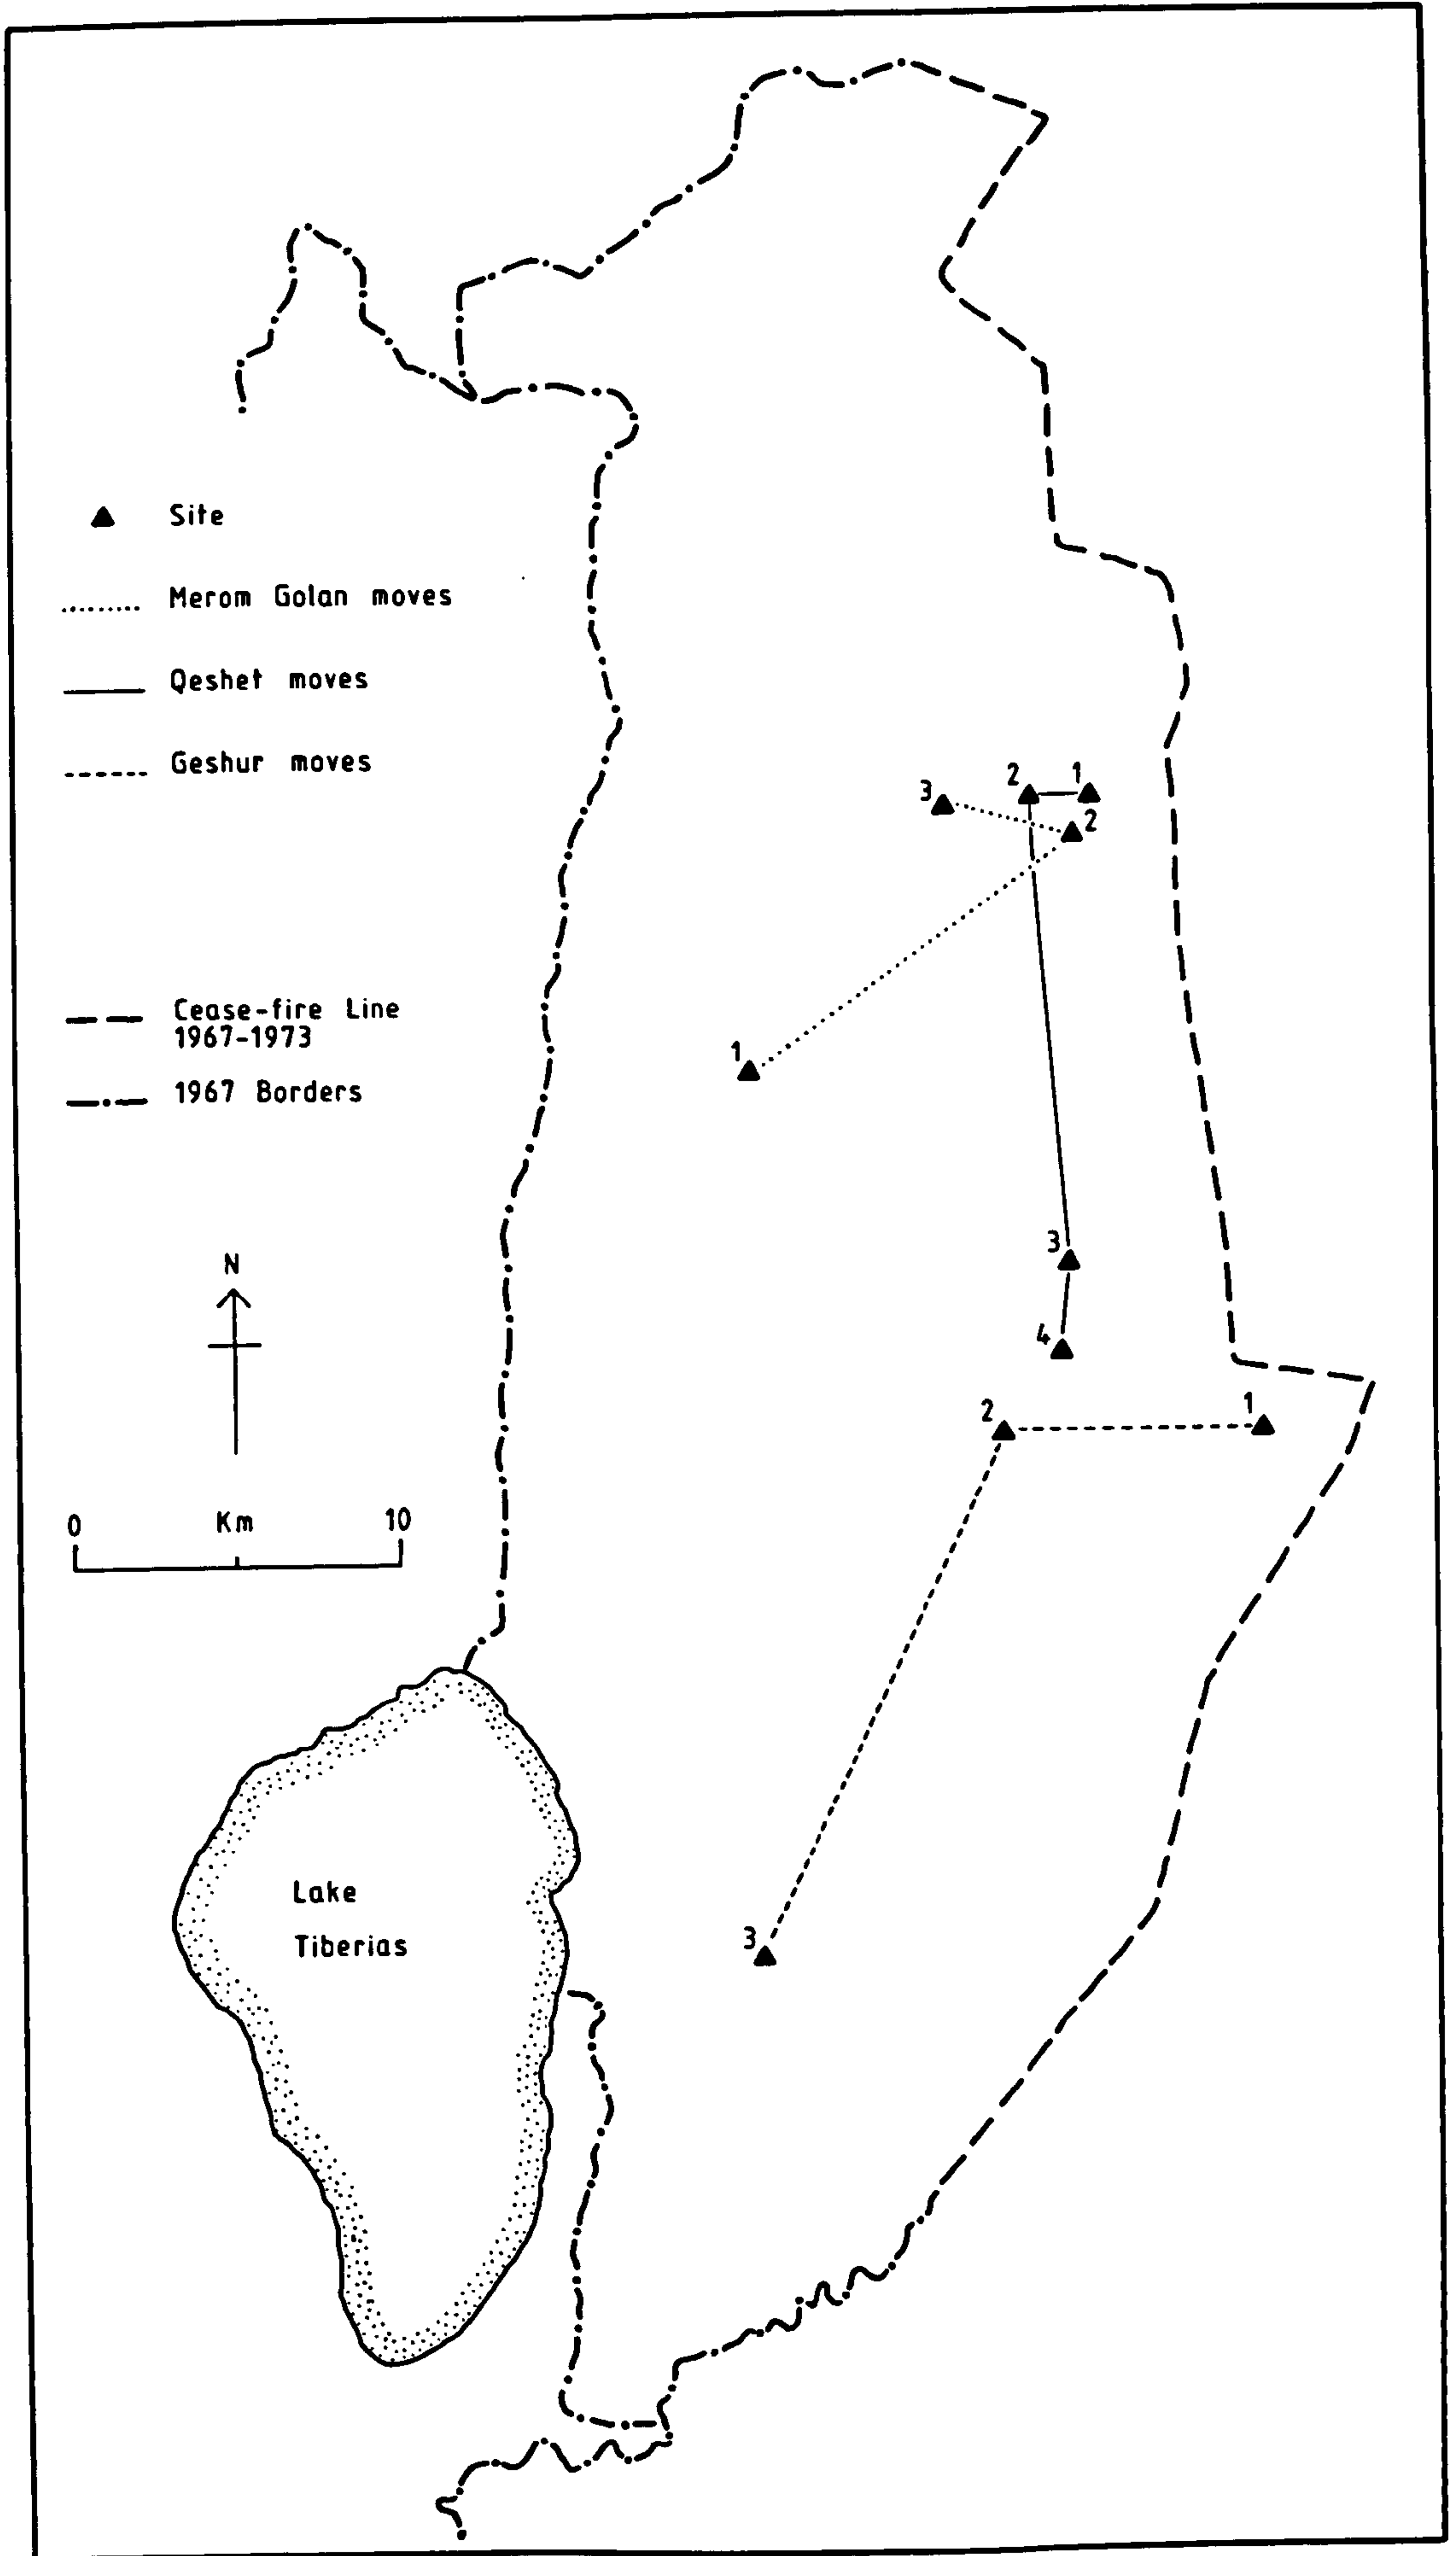 Site
Merom Golan moves
Qeshet moves
Geshur moves
3
2
1
2
Cease-fire Line
1967-1973
1
1967 Borders
3
N
4
2
1
0 Km 10
Lake
Tiberias
3